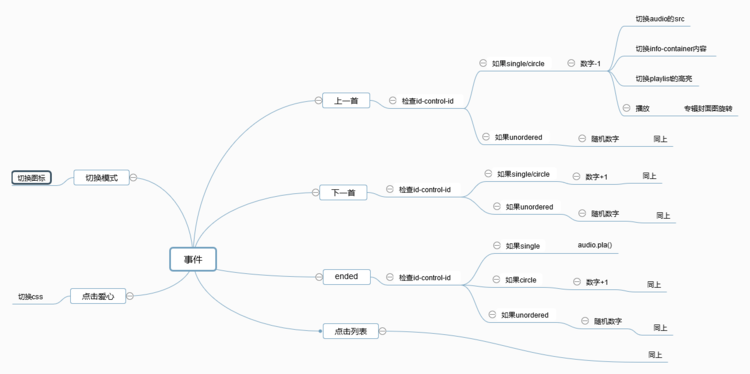 事件
上一首
检查id-control-id
如果single/circle
数字-1
切换audio的src
切换info-container内容
切换playlist的高亮
播放
专辑封面图旋转
如果unordered
随机数字
同上
下一首
检查id-control-id
如果single/circle
数字+1
同上
如果unordered
随机数字
同上
ended
检查id-control-id
如果single
audio.pla()
如果circle
数字+1
同上
如果unordered
随机数字
同上
点击列表
同上
切换模式
切换图标
点击爱心
切换css